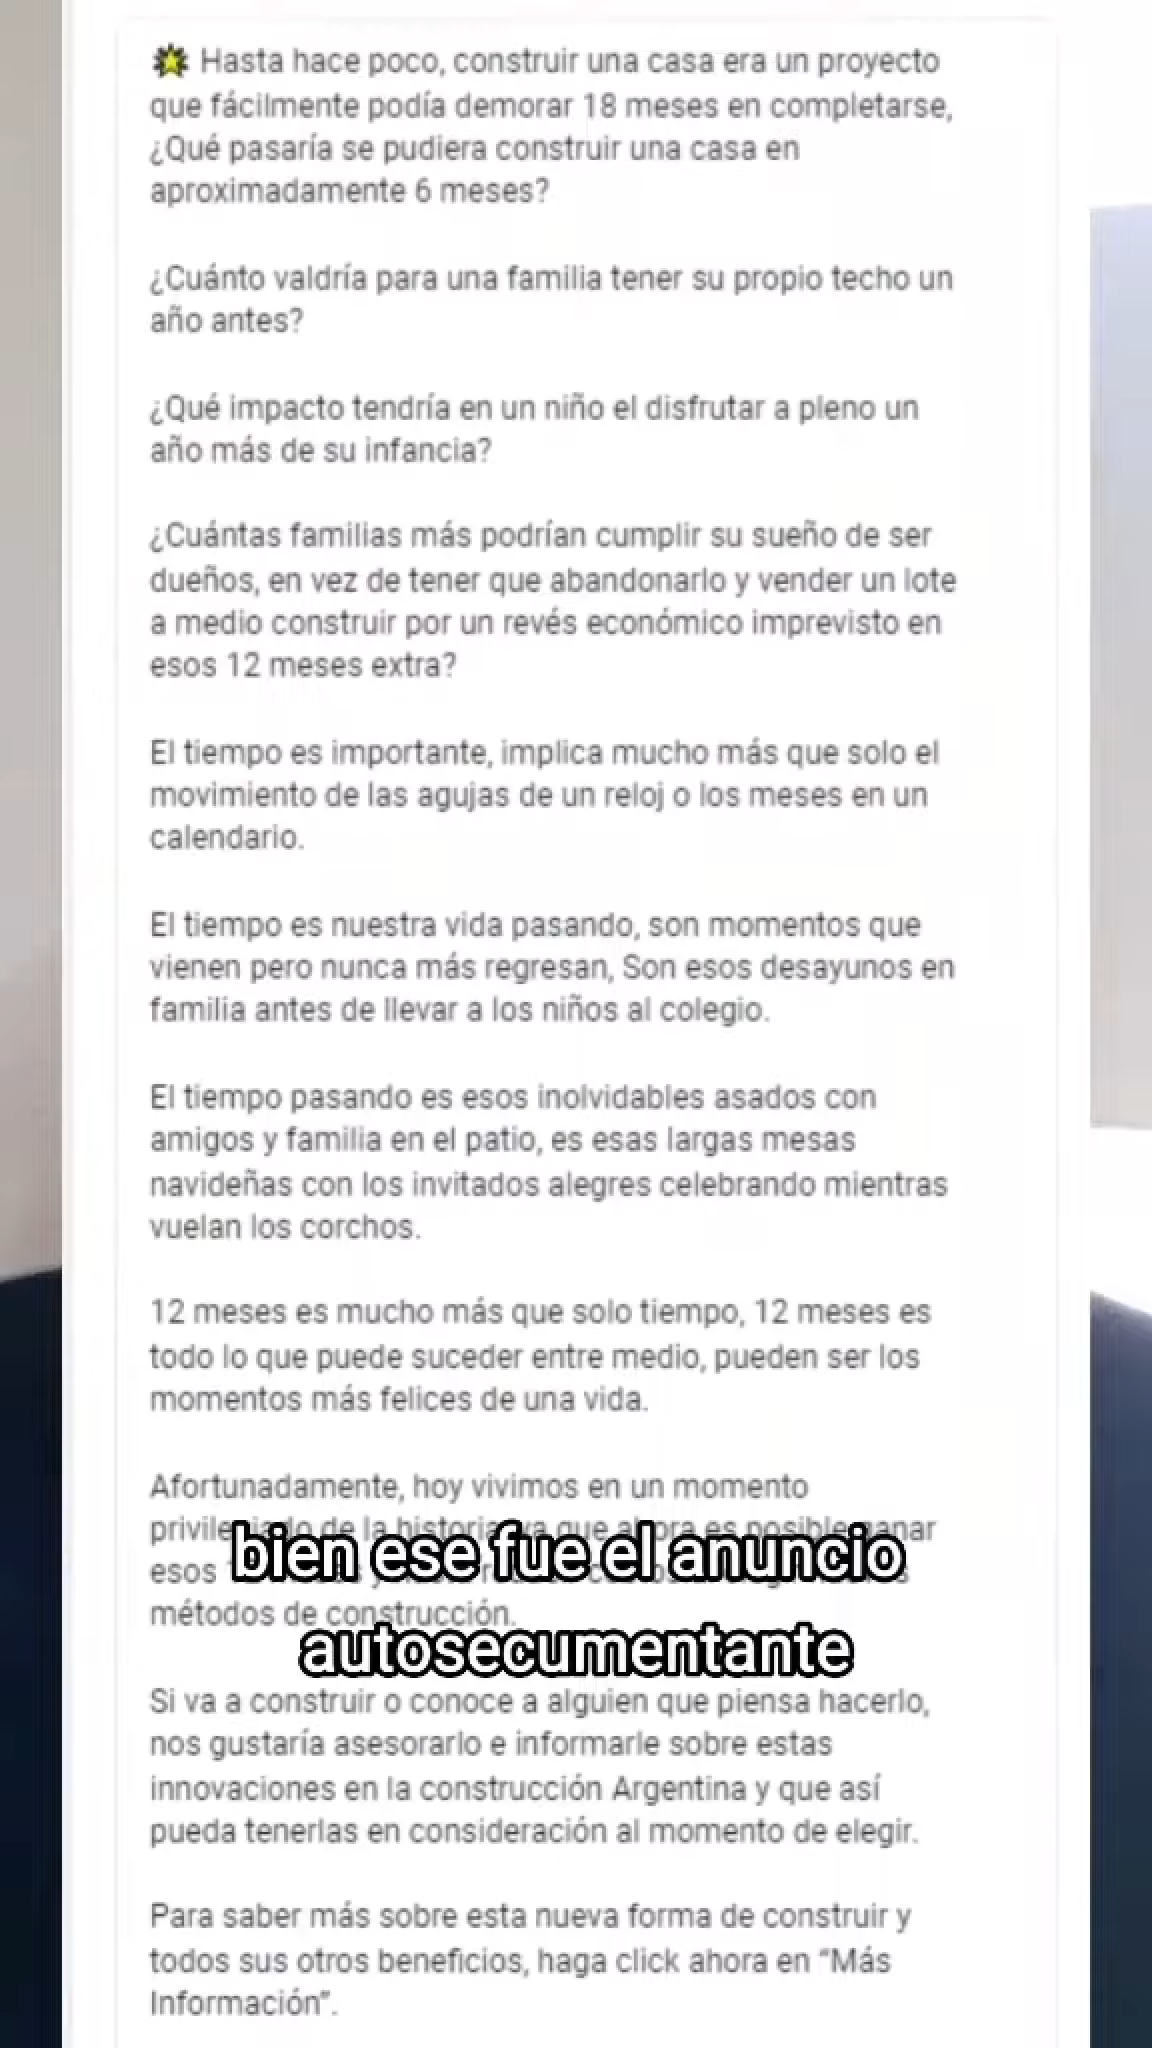 Hasta hace poco, construir una casa era un proyecto
que fácilmente podía demorar 18 meses en completarse,
¿Qué pasaría se pudiera construir una casa en
aproximadamente 6 meses?
¿Cuánto valdría para una familia tener su propio techo un
año antes?
¿Qué impacto tendría en un niño el disfrutar a pleno un
año más de su infancia?
¿Cuántas familias más podrían cumplir su sueño de ser
dueños, en vez de tener que abandonarlo y vender un lote
a medio construir por un revés económico imprevisto en
esos 12 meses extra?
El tiempo es importante, implica mucho más que solo el
movimiento de las agujas de un reloj o los meses en un
calendario.
El tiempo es nuestra vida pasando, son momentos que
vienen pero nunca más regresan, Son esos desayunos en
familia antes de llevar a los niños al colegio.
El tiempo pasando es esos inolvidables asados con
amigos y familia en el patio, es esas largas mesas
navideñas con los invitados alegres celebrando mientras
vuelan los corchos.
12 meses es mucho más que solo tiempo, 12 meses es
todo lo que puede suceder entre medio, pueden ser los
momentos más felices de una vida.
Afortunadamente, hoy vivimos en un momento
privilegiado de la historia, ya que ahora es posible ganar
bien ese fue el anuncio
esos
métodos de construcción.
autosecumentante
Si va a construir o conoce a alguien que piensa hacerlo,
nos gustaría asesorarlo e informarle sobre estas
innovaciones en la construcción Argentina y que así
pueda tenerlas en consideración al momento de elegir.
Para saber más sobre esta nueva forma de construir y
todos sus otros beneficios, haga click ahora en “Más
Información”.